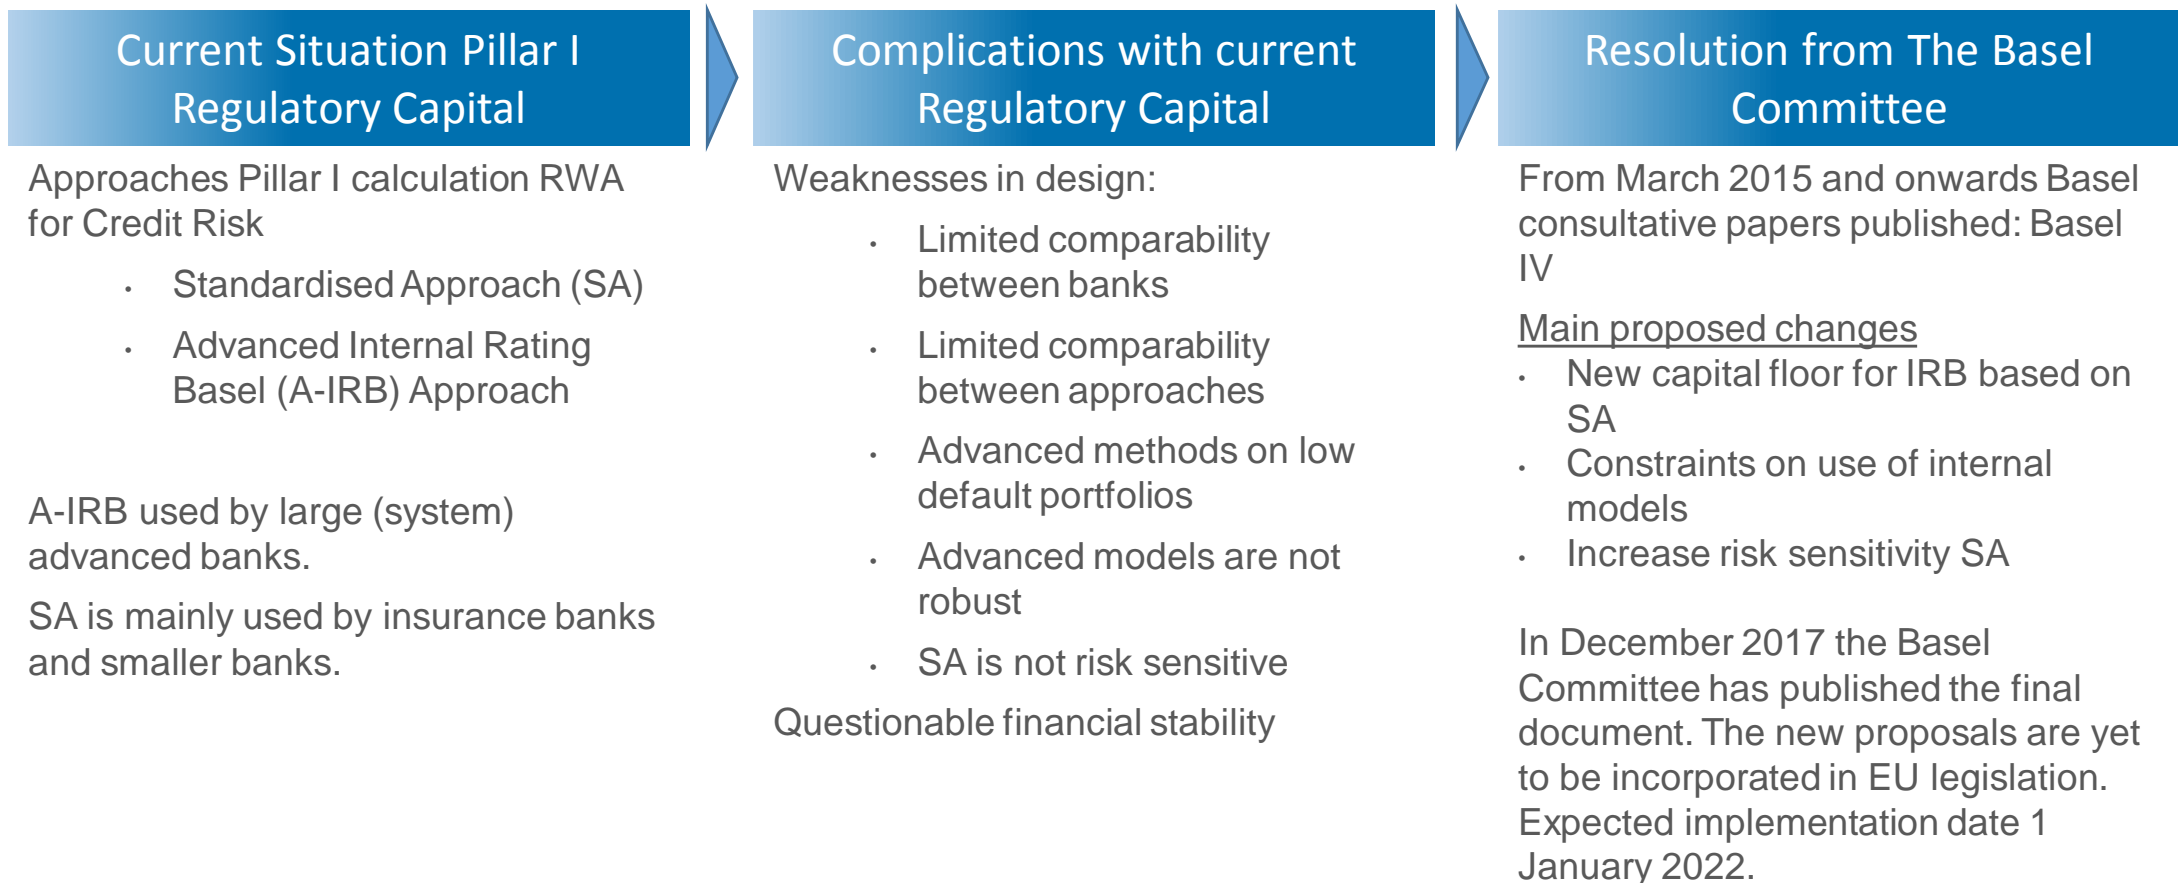 Current Situation Pillar I
Regulatory Capital
Approaches Pillar I calculation RWA
for Credit Risk
• Standardised Approach (SA)
• Advanced Internal Rating
Basel (A-IRB) Approach
A-IRB used by large (system)
advanced banks.
SA is mainly used by insurance banks
and smaller banks.
Complications with current
Regulatory Capital
Weaknesses in design:
• Limited comparability
between banks
• Limited comparability
between approaches
• Advanced methods on low
default portfolios
• Advanced models are not
robust
• SA is not risk sensitive
Questionable financial stability
Resolution from The Basel
Committee
From March 2015 and onwards Basel
consultative papers published: Basel
IV
Main proposed changes
• New capital floor for IRB based on
SA
• Constraints on use of internal
models
• Increase risk sensitivity SA
In December 2017 the Basel
Committee has published the final
document. The new proposals are yet
to be incorporated in EU legislation.
Expected implementation date 1
January 2022.